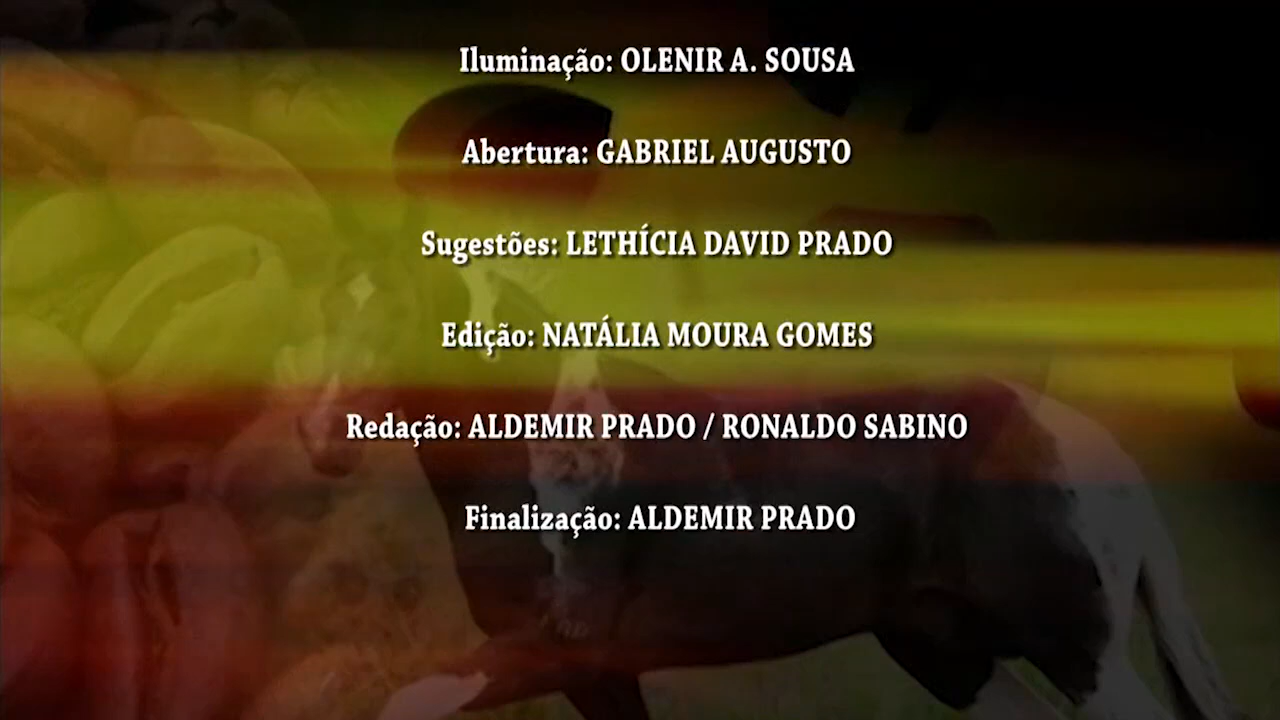 Iluminação: OLENIR A. SOUSA
Abertura: GABRIEL AUGUSTO
Sugestões: LETHÍCIA DAVID PRADO
Edição: NATÁLIA MOURA GOMES
Redação: ALDEMIR PRADO / RONALDO SABINO
Finalização: ALDEMIR PRADO